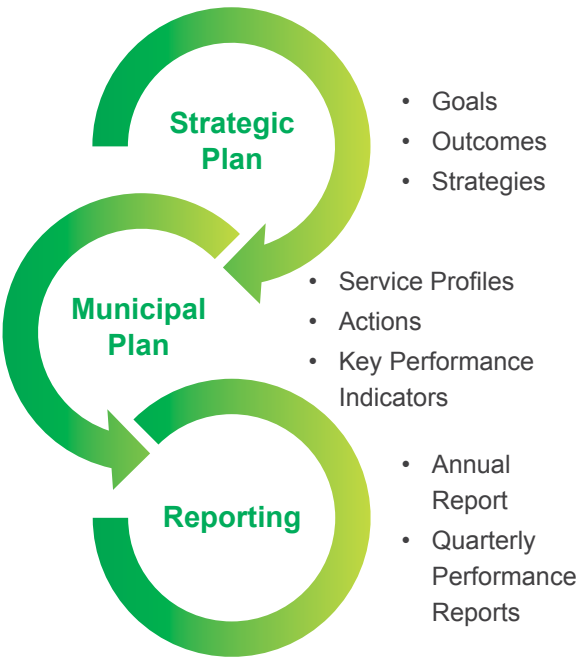 Strategic
Plan
• Goals
• Outcomes
• Strategies
Municipal
Plan
• Service Profiles
• Actions
• Key Performance
Indicators
Reporting
• Annual
Report
• Quarterly
Performance
Reports